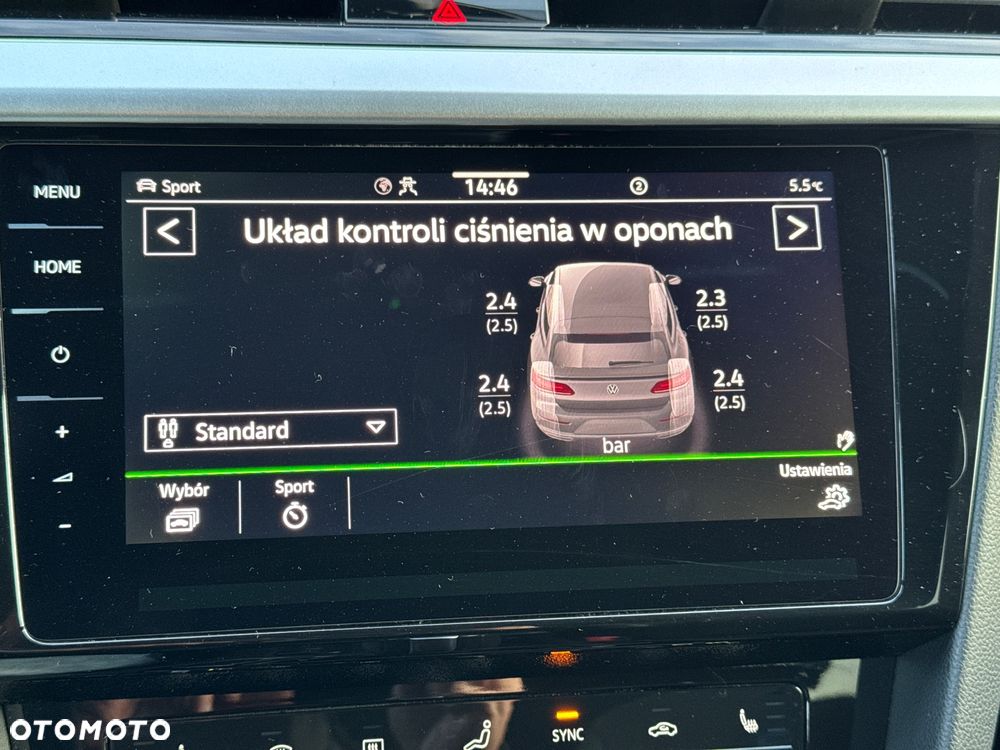 MENU
HOME
Sport
14:46
2
5.5°C
< Układ kontroli ciśnienia w oponach >
2.4
(2.5)
2.3
(2.5)
2.4
(2.5)
2.4
(2.5)
bar
Standard
Wybór
Sport
Ustawienia
+
-
SYNC
OTOMOTO